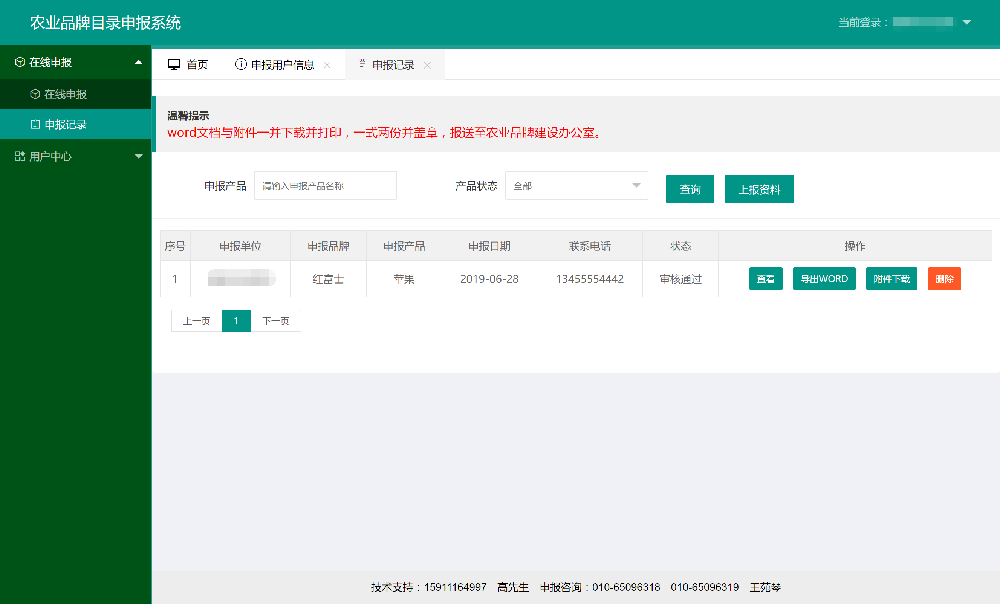 农业品牌目录申报系统
当前登录：
在线申报
在线申报
申报记录
用户中心
首页 申报用户信息 申报记录
温馨提示
word文档与附件一并下载并打印，一式两份并盖章，报送至农业品牌建设办公室。
申报产品 请输入申报产品名称 产品状态 全部 查询 上报资料
序号 申报单位 申报品牌 申报产品 申报日期 联系电话 状态 操作
1 红富士 苹果 2019-06-28 13455554442 审核通过 查看 导出WORD 附件下载 删除
上一页 1 下一页
技术支持：15911164997 高先生 申报咨询：010-65096318 010-65096319 王苑琴